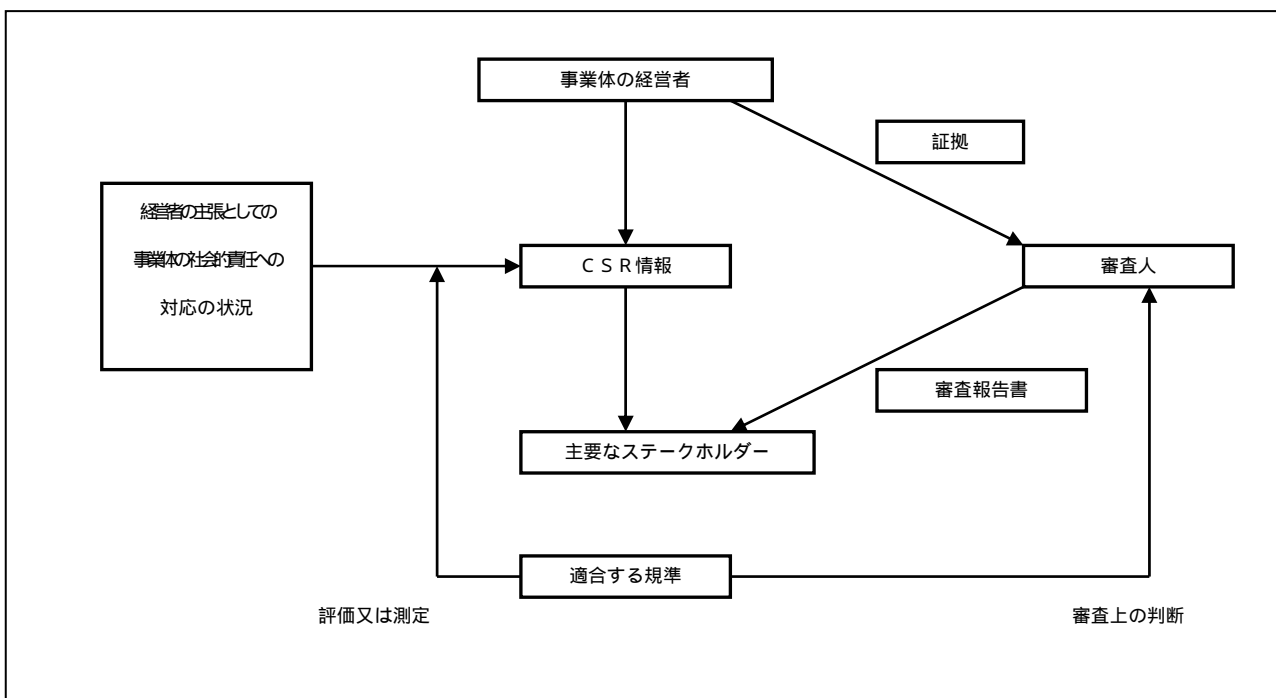 事業体の経営者
証拠
経営者の主張としての
事業体の社会的責任への
対応の状況
ＣＳＲ情報
審査人
審査報告書
主要なステークホルダー
適合する規準
評価又は測定
審査上の判断